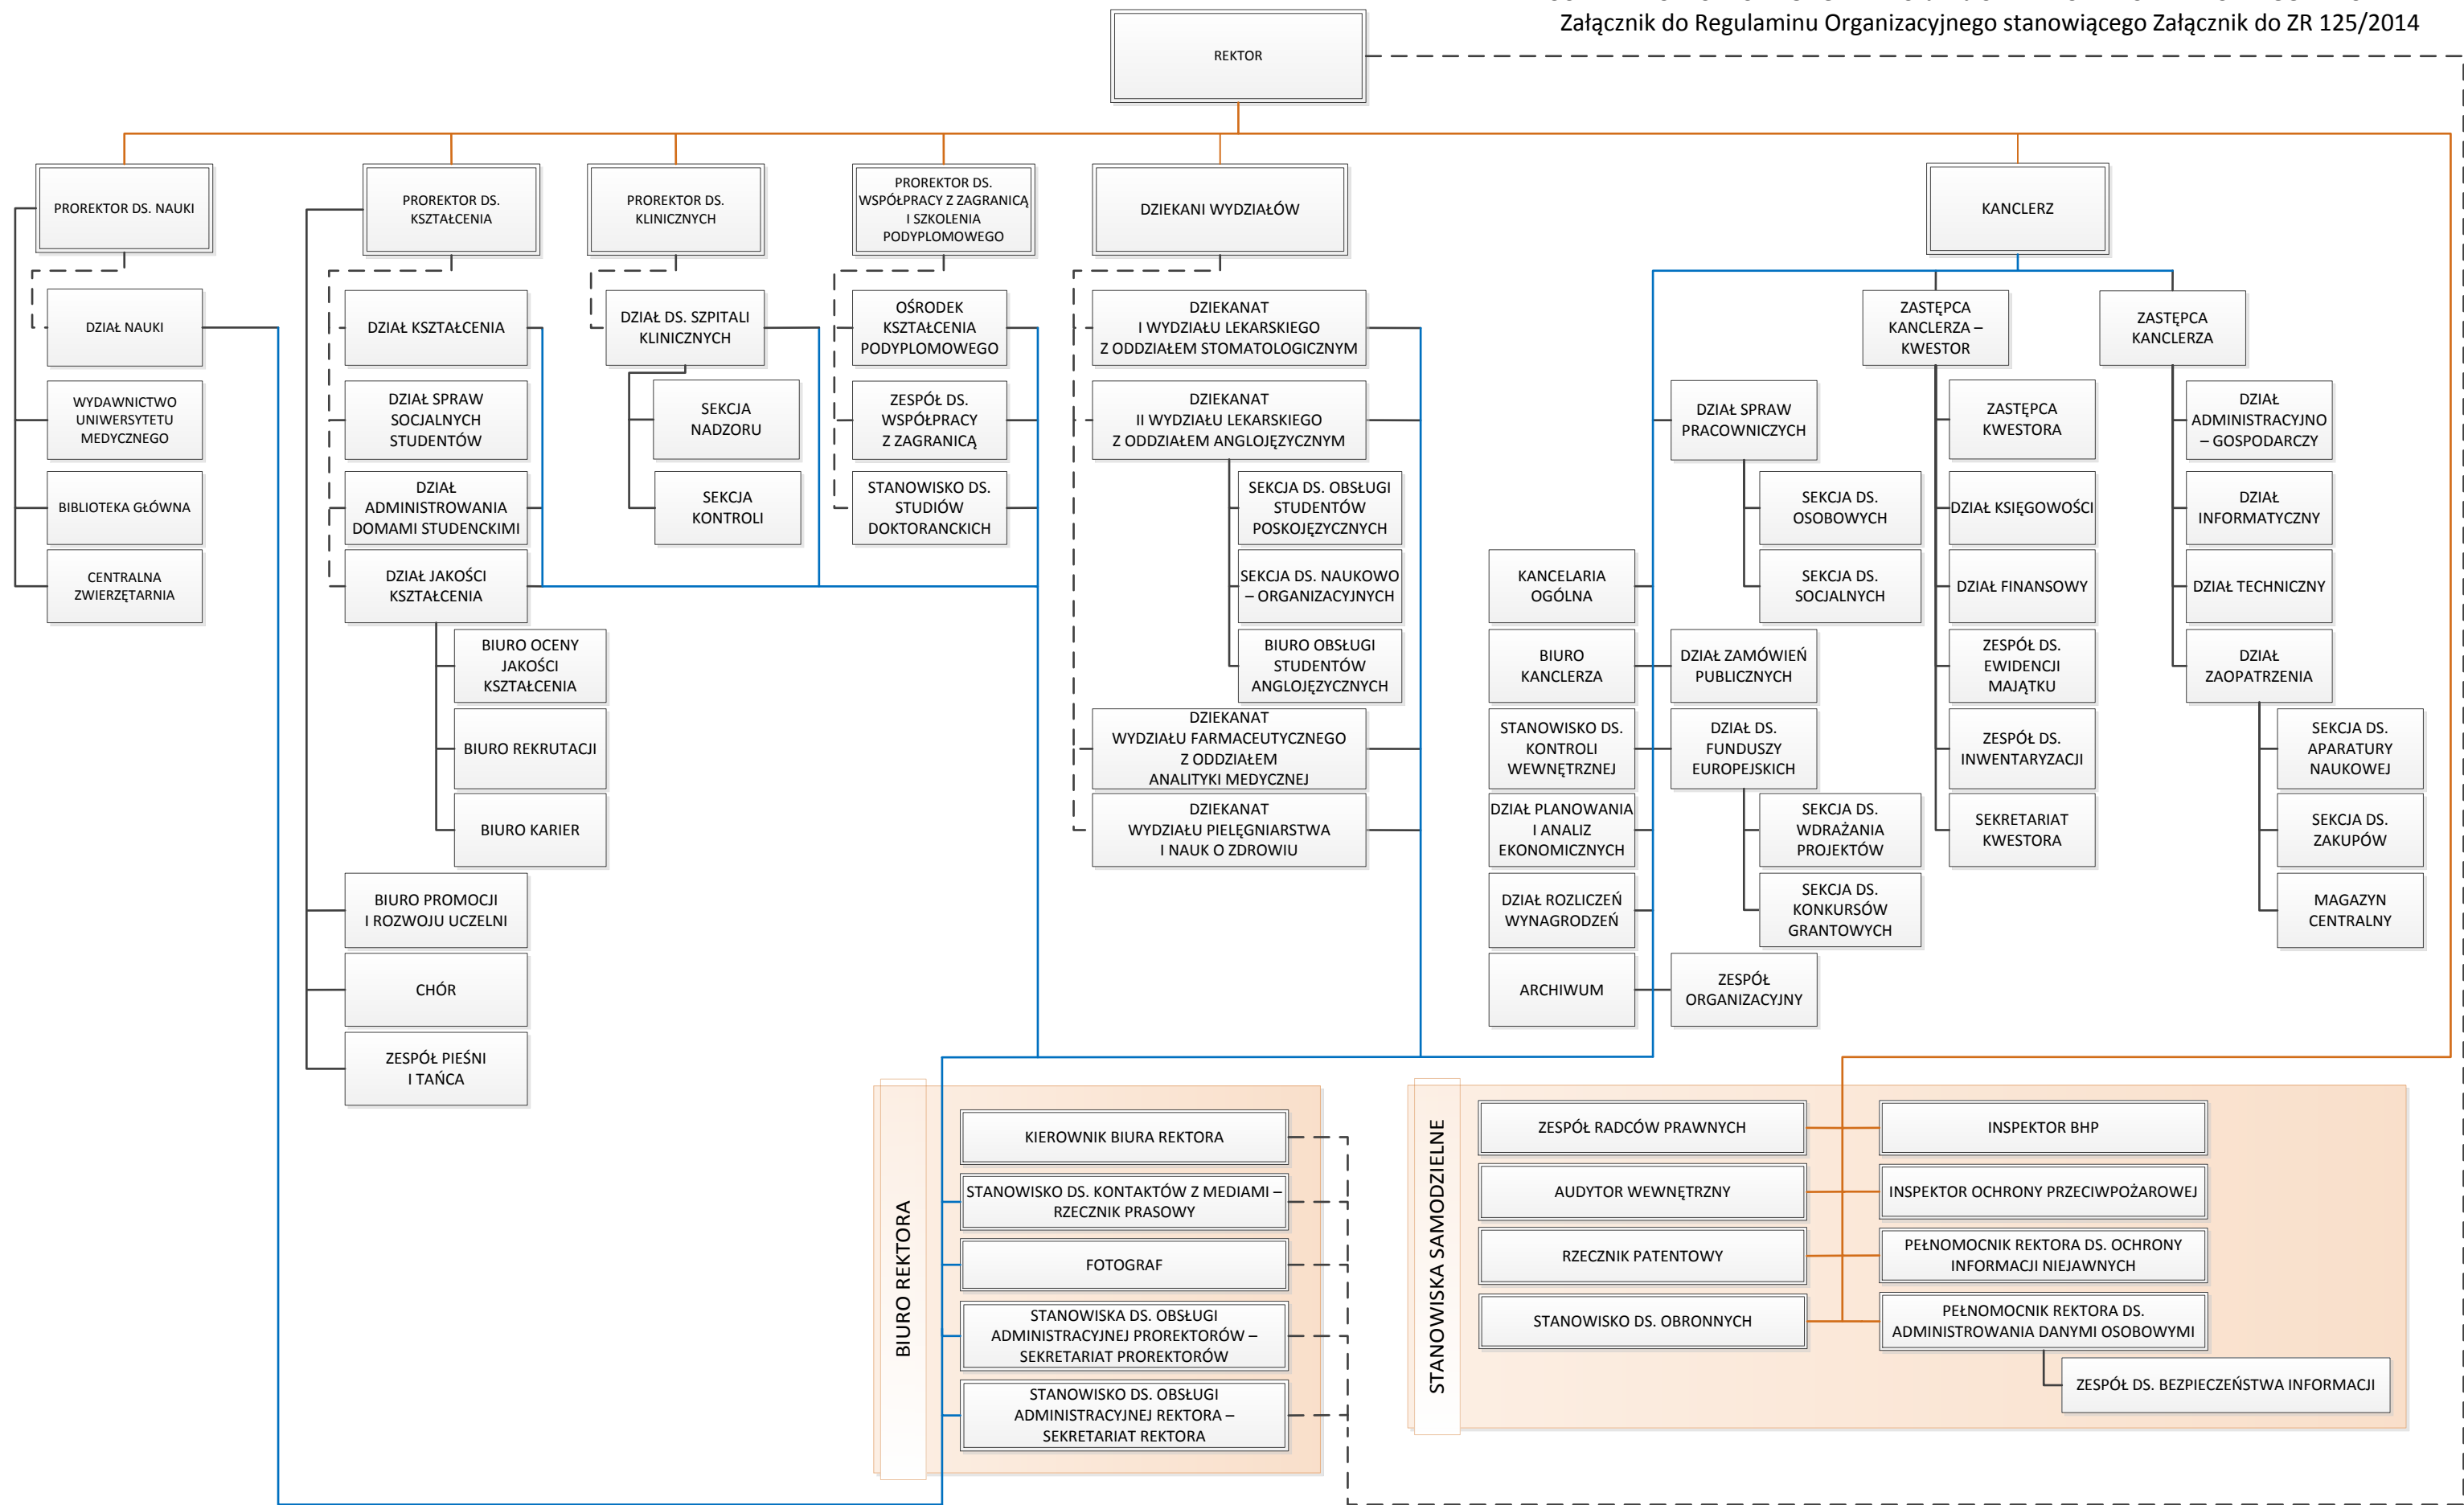 Załącznik do Regulaminu Organizacyjnego stanowiącego Załącznik do ZR 125/2014
REKTOR
PROREKTOR DS. NAUKI
DZIAŁ NAUKI
WYDAWNICTWO
UNIWERSYTETU
MEDYCZNEGO
BIBLIOTEKA GŁÓWNA
CENTRALNA
ZWIERZĘTARNIA
PROREKTOR DS.
KSZTAŁCENIA
DZIAŁ KSZTAŁCENIA
DZIAŁ SPRAW
SOCJALNYCH
STUDENTÓW
DZIAŁ
ADMINISTROWANIA
DOMAMI STUDENCKIMI
DZIAŁ JAKOŚCI
KSZTAŁCENIA
BIURO OCENY
JAKOŚCI
KSZTAŁCENIA
BIURO REKRUTACJI
BIURO KARIER
BIURO PROMOCJI
I ROZWOJU UCZELNI
CHÓR
ZESPÓŁ PIEŚNI
I TAŃCA
PROREKTOR DS.
KLINICZNYCH
DZIAŁ DS. SZPITALI
KLINICZNYCH
SEKCJA
NADZORU
SEKCJA
KONTROLI
PROREKTOR DS.
WSPÓŁPRACY Z ZAGRANICĄ
I SZKOLENIA
PODYPLOMOWEGO
OŚRODEK
KSZTAŁCENIA
PODYPLOMOWEGO
ZESPÓŁ DS.
WSPÓŁPRACY
Z ZAGRANICĄ
STANOWISKO DS.
STUDIÓW
DOKTORANCKICH
DZIEKANI WYDZIAŁÓW
DZIEKANAT
I WYDZIAŁU LEKARSKIEGO
Z ODDZIAŁEM STOMATOLOGICZNYM
DZIEKANAT
II WYDZIAŁU LEKARSKIEGO
Z ODDZIAŁEM ANGLOJĘZYCZNYM
SEKCJA DS. OBSŁUGI
STUDENTÓW
POSKOJĘZYCZNYCH
SEKCJA DS. NAUKOWO
– ORGANIZACYJNYCH
BIURO OBSŁUGI
STUDENTÓW
ANGLOJĘZYCZNYCH
DZIEKANAT
WYDZIAŁU FARMACEUTYCZNEGO
Z ODDZIAŁEM
ANALITYKI MEDYCZNEJ
DZIEKANAT
WYDZIAŁU PIELĘGNIARSTWA
I NAUK O ZDROWIU
KANCLERZ
KANCELARIA
OGÓLNA
BIURO
KANCLERZA
STANOWISKO DS.
KONTROLI
WEWNĘTRZNEJ
DZIAŁ PLANOWANIA
I ANALIZ
EKONOMICZNYCH
DZIAŁ ROZLICZEŃ
WYNAGRODZEŃ
ARCHIWUM
DZIAŁ SPRAW
PRACOWNICZYCH
SEKCJA DS.
OSOBOWYCH
SEKCJA DS.
SOCJALNYCH
DZIAŁ ZAMÓWIEŃ
PUBLICZNYCH
DZIAŁ DS.
FUNDUSZY
EUROPEJSKICH
SEKCJA DS.
WDRAŻANIA
PROJEKTÓW
SEKCJA DS.
KONKURSÓW
GRANTOWYCH
ZESPÓŁ
ORGANIZACYJNY
ZASTĘPCA
KANCLERZA –
KWESTOR
ZASTĘPCA
KWESTORA
DZIAŁ KSIĘGOWOŚCI
DZIAŁ FINANSOWY
ZESPÓŁ DS.
EWIDENCJI
MAJĄTKU
ZESPÓŁ DS.
INWENTARYZACJI
SEKRETARIAT
KWESTORA
ZASTĘPCA
KANCLERZA
DZIAŁ
ADMINISTRACYJNO
– GOSPODARCZY
DZIAŁ
INFORMATYCZNY
DZIAŁ TECHNICZNY
DZIAŁ
ZAOPATRZENIA
SEKCJA DS.
APARATURY
NAUKOWEJ
SEKCJA DS.
ZAKUPÓW
MAGAZYN
CENTRALNY
BIURO REKTORA
KIEROWNIK BIURA REKTORA
STANOWISKO DS. KONTAKTÓW Z MEDIAMI –
RZECZNIK PRASOWY
FOTOGRAF
STANOWISKA DS. OBSŁUGI
ADMINISTRACYJNEJ PROREKTORÓW –
SEKRETARIAT PROREKTORÓW
STANOWISKO DS. OBSŁUGI
ADMINISTRACYJNEJ REKTORA –
SEKRETARIAT REKTORA
STANOWISKA SAMODZIELNE
ZESPÓŁ RADCÓW PRAWNYCH
AUDYTOR WEWNĘTRZNY
RZECZNIK PATENTOWY
STANOWISKO DS. OBRONNYCH
INSPEKTOR BHP
INSPEKTOR OCHRONY PRZECIWPOŻAROWEJ
PEŁNOMOCNIK REKTORA DS. OCHRONY
INFORMACJI NIEJAWNYCH
PEŁNOMOCNIK REKTORA DS.
ADMINISTROWANIA DANYMI OSOBOWYMI
ZESPÓŁ DS. BEZPIECZEŃSTWA INFORMACJI